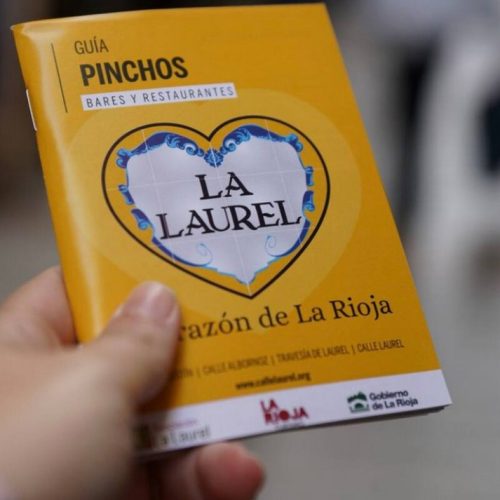 GUÍA
PINCHOS
BARES Y RESTAURANTES
LA
LAUREL
razón de La Rioja
CALLE ALBORNOZ | TRAVESÍA DE LAUREL | CALLE LAUREL
www.callelaurel.org
LA
RIOJA
Gobierno
de La Rioja